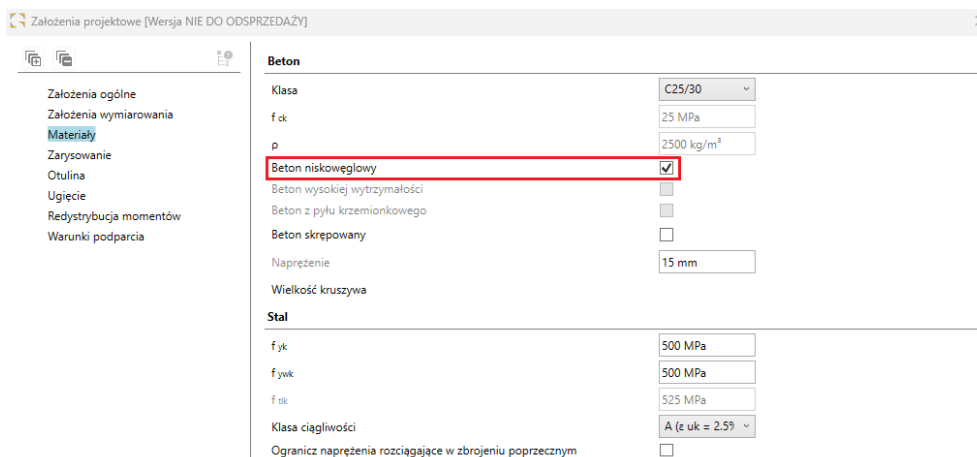 Założenia projektowe [Wersja NIE DO ODSPRZEDAŻY]
Założenia ogólne
Założenia wymiarowania
Materiały
Zarysowanie
Otulina
Ugięcie
Redystrybucja momentów
Warunki podparcia
Beton
Klasa C25/30
f ck 25 MPa
ρ 2500 kg/m³
Beton niskowęglowy
Beton wysokiej wytrzymałości
Beton z pyłu krzemionkowego
Beton skrępowany
Naprężenie 15 mm
Wielkość kruszywa
Stal
f yk 500 MPa
f ywk 500 MPa
f tlk 525 MPa
Klasa ciągliwości A (ε uk = 2.5%
Ogranicz naprężenia rozciągające w zbrojeniu poprzecznym